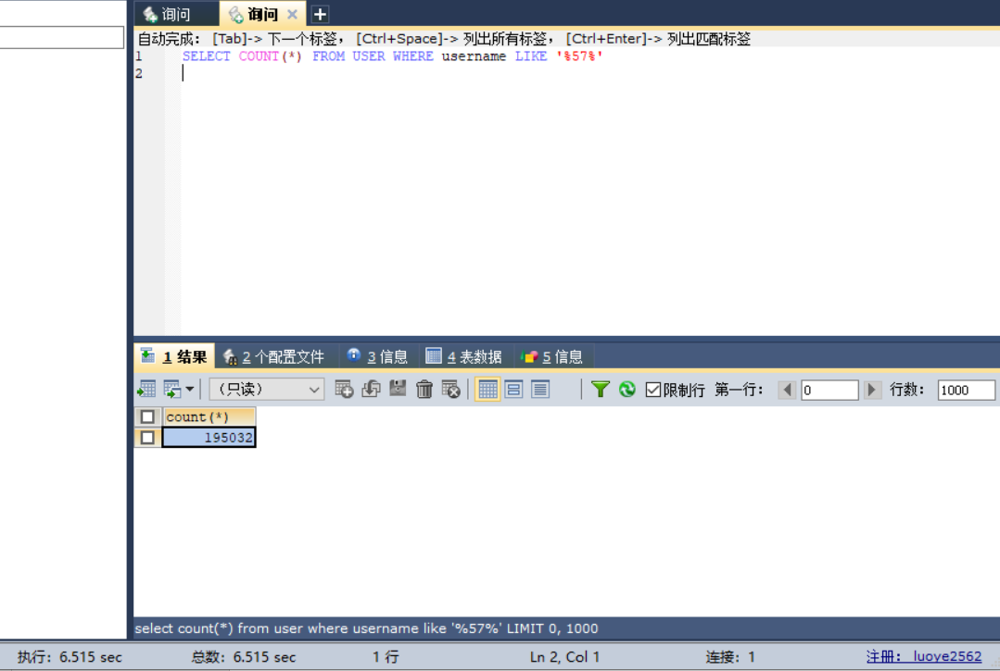 询问 询问
自动完成: [Tab]-> 下一个标签, [Ctrl+Space]-> 列出所有标签, [Ctrl+Enter]-> 列出匹配标签
1 SELECT COUNT(*) FROM USER WHERE username LIKE '%57%'
2
1 结果 2 个配置文件 3 信息 4 表数据 5 信息
(只读) 限制行 第一行: 0 行数: 1000
count(*)
195032
select count(*) from user where username like '%57%' LIMIT 0, 1000
执行: 6.515 sec 总数: 6.515 sec 1 行 Ln 2, Col 1 连接: 1 注册: luoye2562